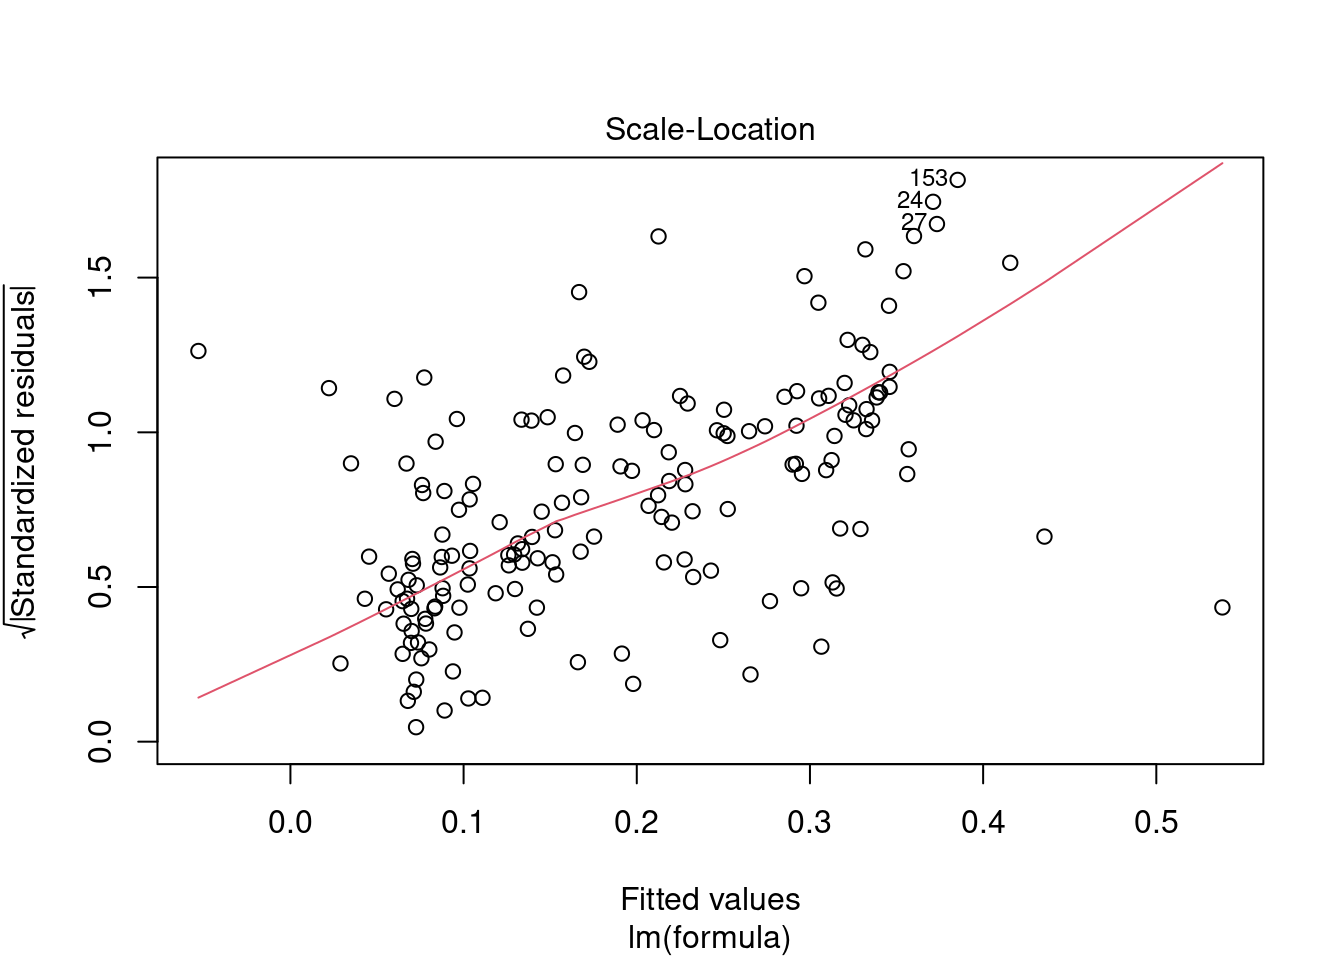 Scale-Location
153
24
27
√|Standardized residuals|
1.5
1.0
0.5
0.0
0.0 0.1 0.2 0.3 0.4 0.5
Fitted values
lm(formula)